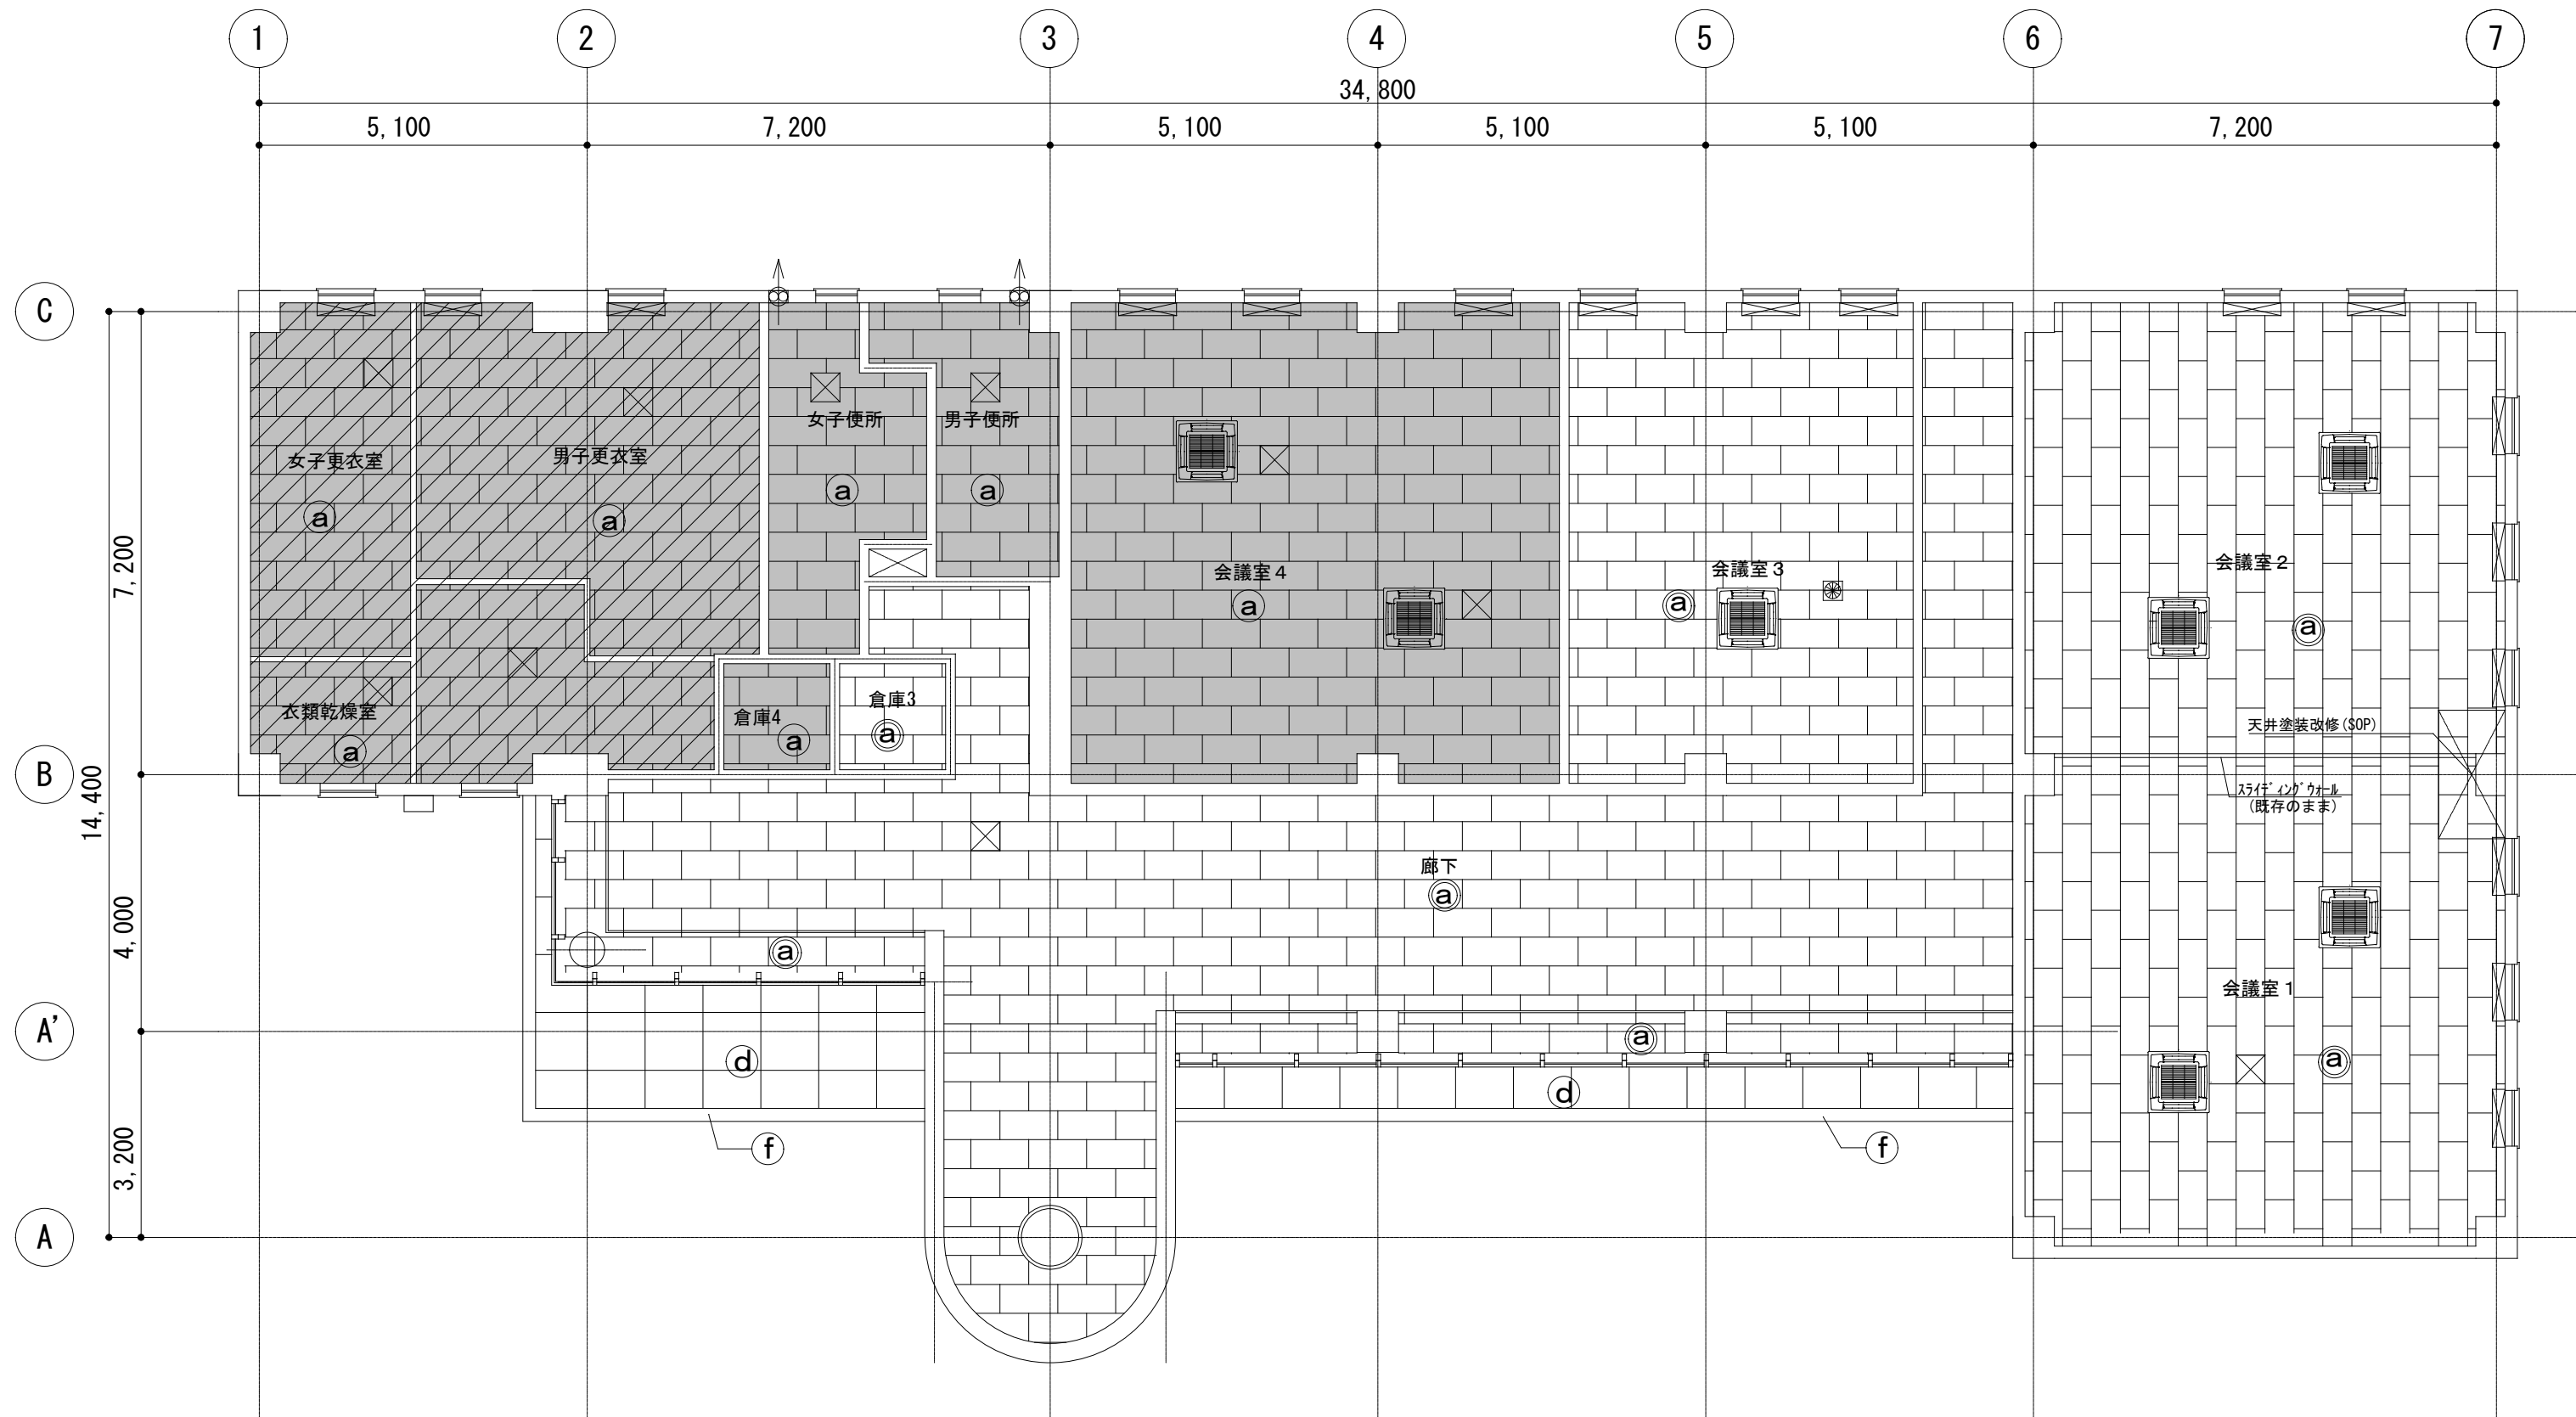 1 2 3 4 5 6 7
34,800
5,100 7,200 5,100 5,100 5,100 7,200
C
女子便所 男子便所
女子更衣室 男子更衣室
a a
a a
7,200
会議室4 会議室3 会議室2
a a a
倉庫3
衣類乾燥室 倉庫4
a a a
天井塗装改修(SOP)
B
14,400
スライディングウォール
(既存のまま)
廊下
a
4,000
a
会議室1
A'
a
d a
d
f f
3,200
A